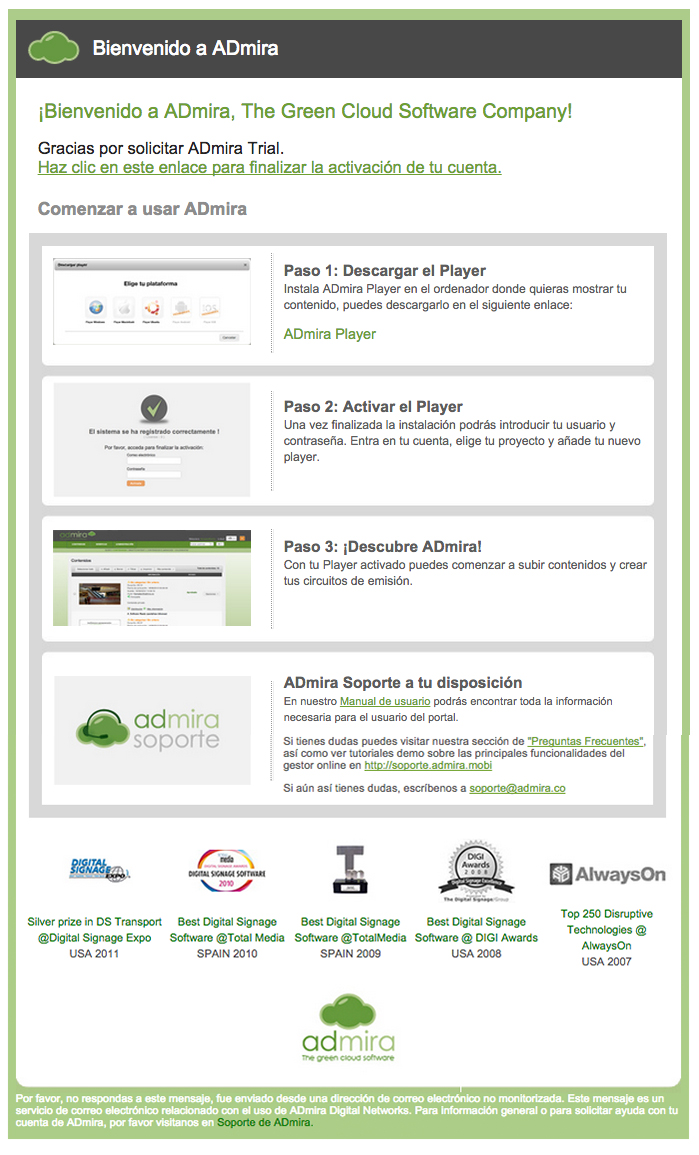 Bienvenido a ADmira
¡Bienvenido a ADmira, The Green Cloud Software Company!
Gracias por solicitar ADmira Trial.
Haz clic en este enlace para finalizar la activación de tu cuenta.
Comenzar a usar ADmira
Descargar player
Elige tu plataforma
Cancelar
Paso 1: Descargar el Player
Instala ADmira Player en el ordenador donde quieras mostrar tu
contenido, puedes descargarlo en el siguiente enlace:
ADmira Player
El sistema se ha registrado correctamente !
Por favor, acceda para finalizar la activación:
Correo electrónico
Contraseña
Paso 2: Activar el Player
Una vez finalizada la instalación podrás introducir tu usuario y
contraseña. Entra en tu cuenta, elige tu proyecto y añade tu nuevo
player.
admira
Contenidos
Paso 3: ¡Descubre ADmira!
Con tu Player activado puedes comenzar a subir contenidos y crear
tus circuitos de emisión.
admira
soporte
ADmira Soporte a tu disposición
En nuestro Manual de usuario podrás encontrar toda la información
necesaria para el usuario del portal.
Si tienes dudas puedes visitar nuestra sección de "Preguntas Frecuentes",
así como ver tutoriales demo sobre las principales funcionalidades del
gestor online en http://soporte.admira.mobi
Si aún así tienes dudas, escríbenos a soporte@admira.co
DIGITAL
SIGNAGE
EXPO
media
DIGITAL SIGNAGE AWARDS
DIGITAL SIGNAGE SOFTWARE
2010
DIGI
Awards
2008
Digital Signage Excellence
The Digital Signage Group
AlwaysOn
Silver prize in DS Transport
@Digital Signage Expo
USA 2011
Best Digital Signage
Software @Total Media
SPAIN 2010
Best Digital Signage
Software @TotalMedia
SPAIN 2009
Best Digital Signage
Software @ DIGI Awards
USA 2008
Top 250 Disruptive
Technologies @
AlwaysOn
USA 2007
admira
The green cloud software
Por favor, no respondas a este mensaje, fue enviado desde una dirección de correo electrónico no monitorizada. Este mensaje es un
servicio de correo electrónico relacionado con el uso de ADmira Digital Networks. Para información general o para solicitar ayuda con tu
cuenta de ADmira, por favor visitanos en Soporte de ADmira.